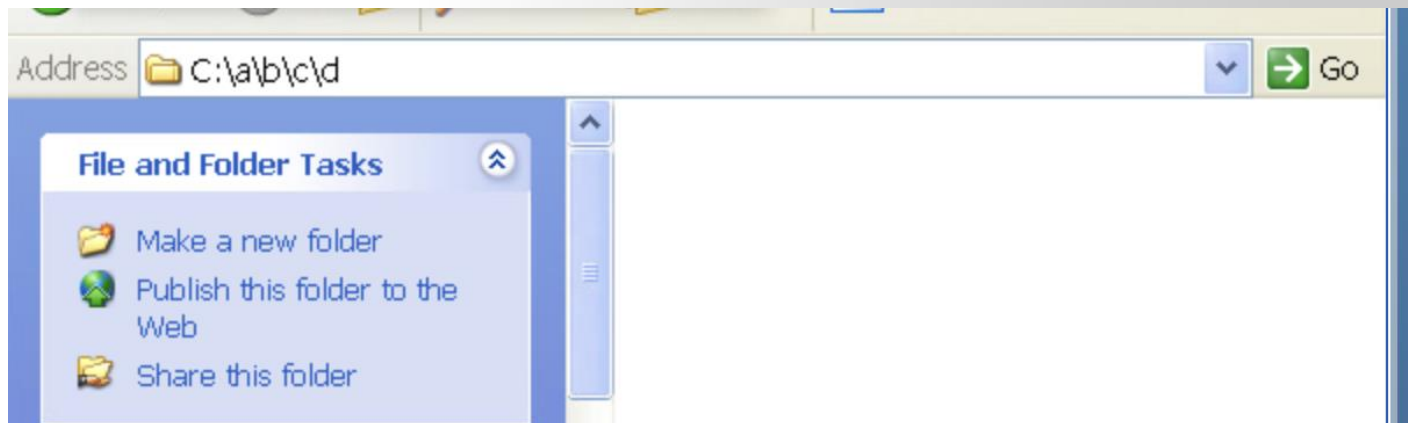 Address C:\a\b\c\d Go
File and Folder Tasks
Make a new folder
Publish this folder to the
Web
Share this folder